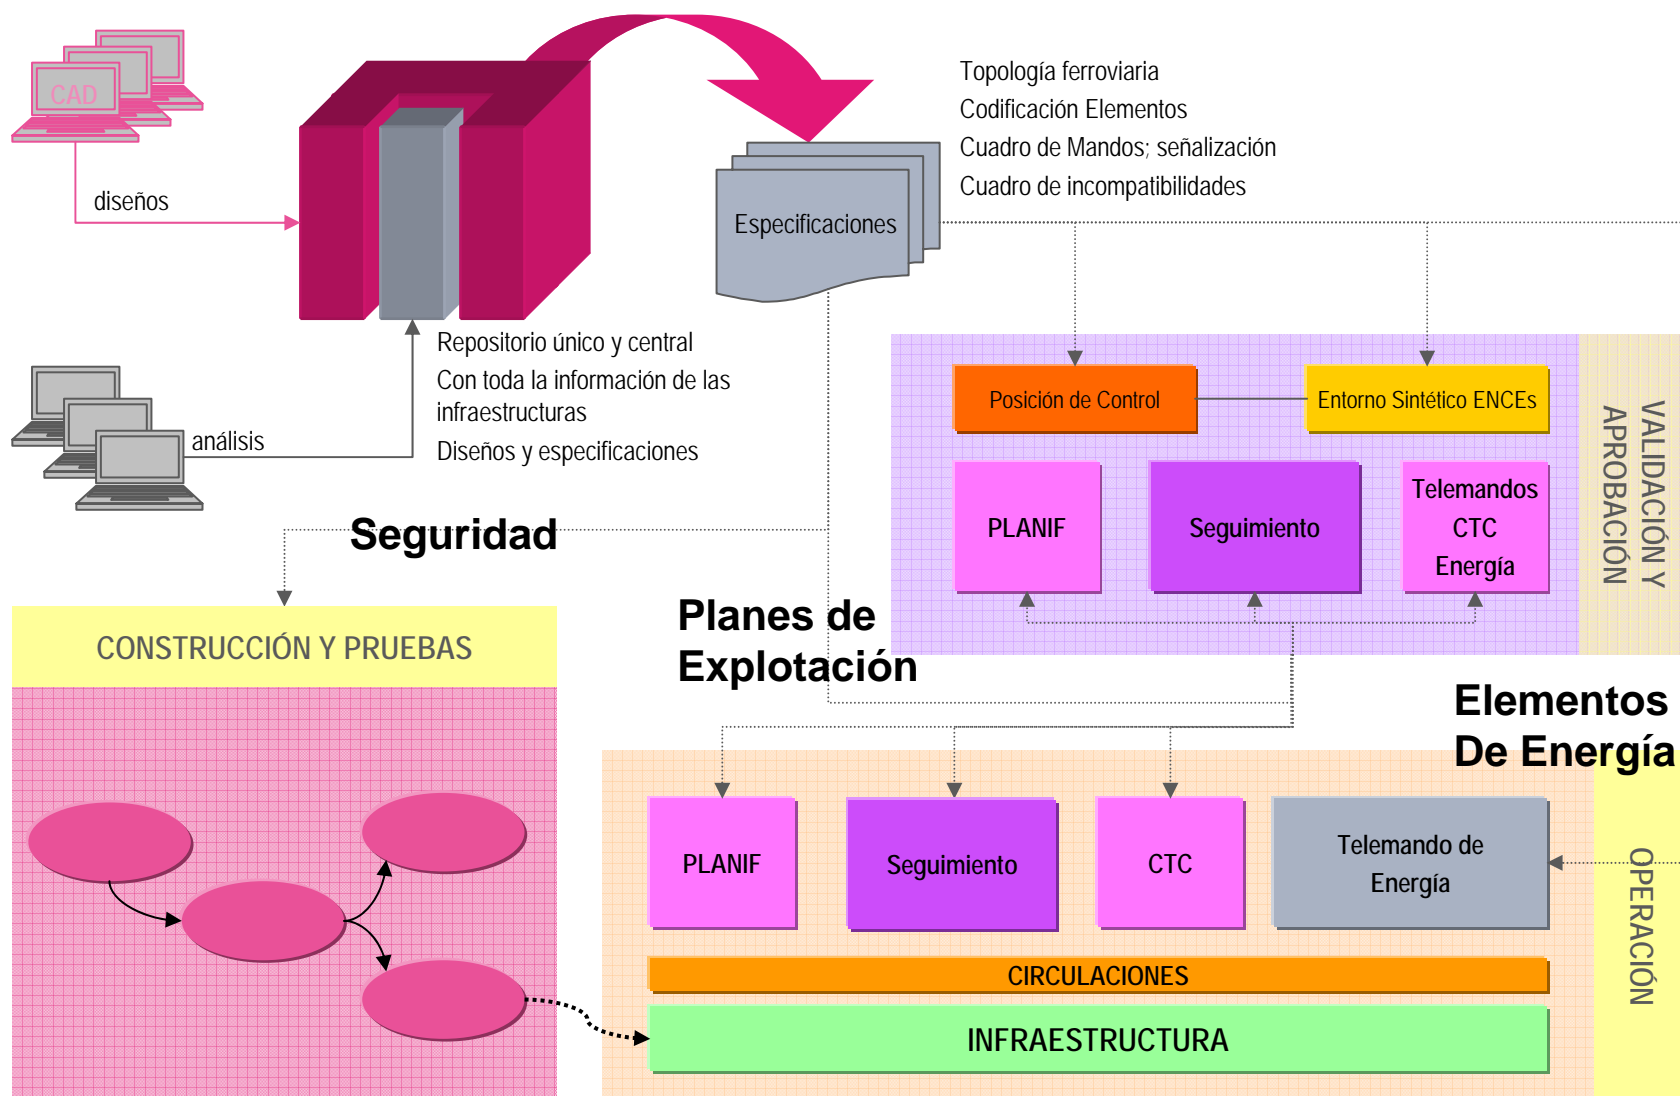 CAD
diseños
análisis
Repositorio único y central
Con toda la información de las
infraestructuras
Diseños y especificaciones
Especificaciones
Topología ferroviaria
Codificación Elementos
Cuadro de Mandos; señalización
Cuadro de incompatibilidades
Posición de Control
Entorno Sintético ENCEs
PLANIF
Seguimiento
Telemandos
CTC
Energía
VALIDACIÓN Y
APROBACIÓN
Seguridad
Planes de
Explotación
Elementos
De Energía
CONSTRUCCIÓN Y PRUEBAS
PLANIF
Seguimiento
CTC
Telemando de
Energía
CIRCULACIONES
INFRAESTRUCTURA
OPERACIÓN